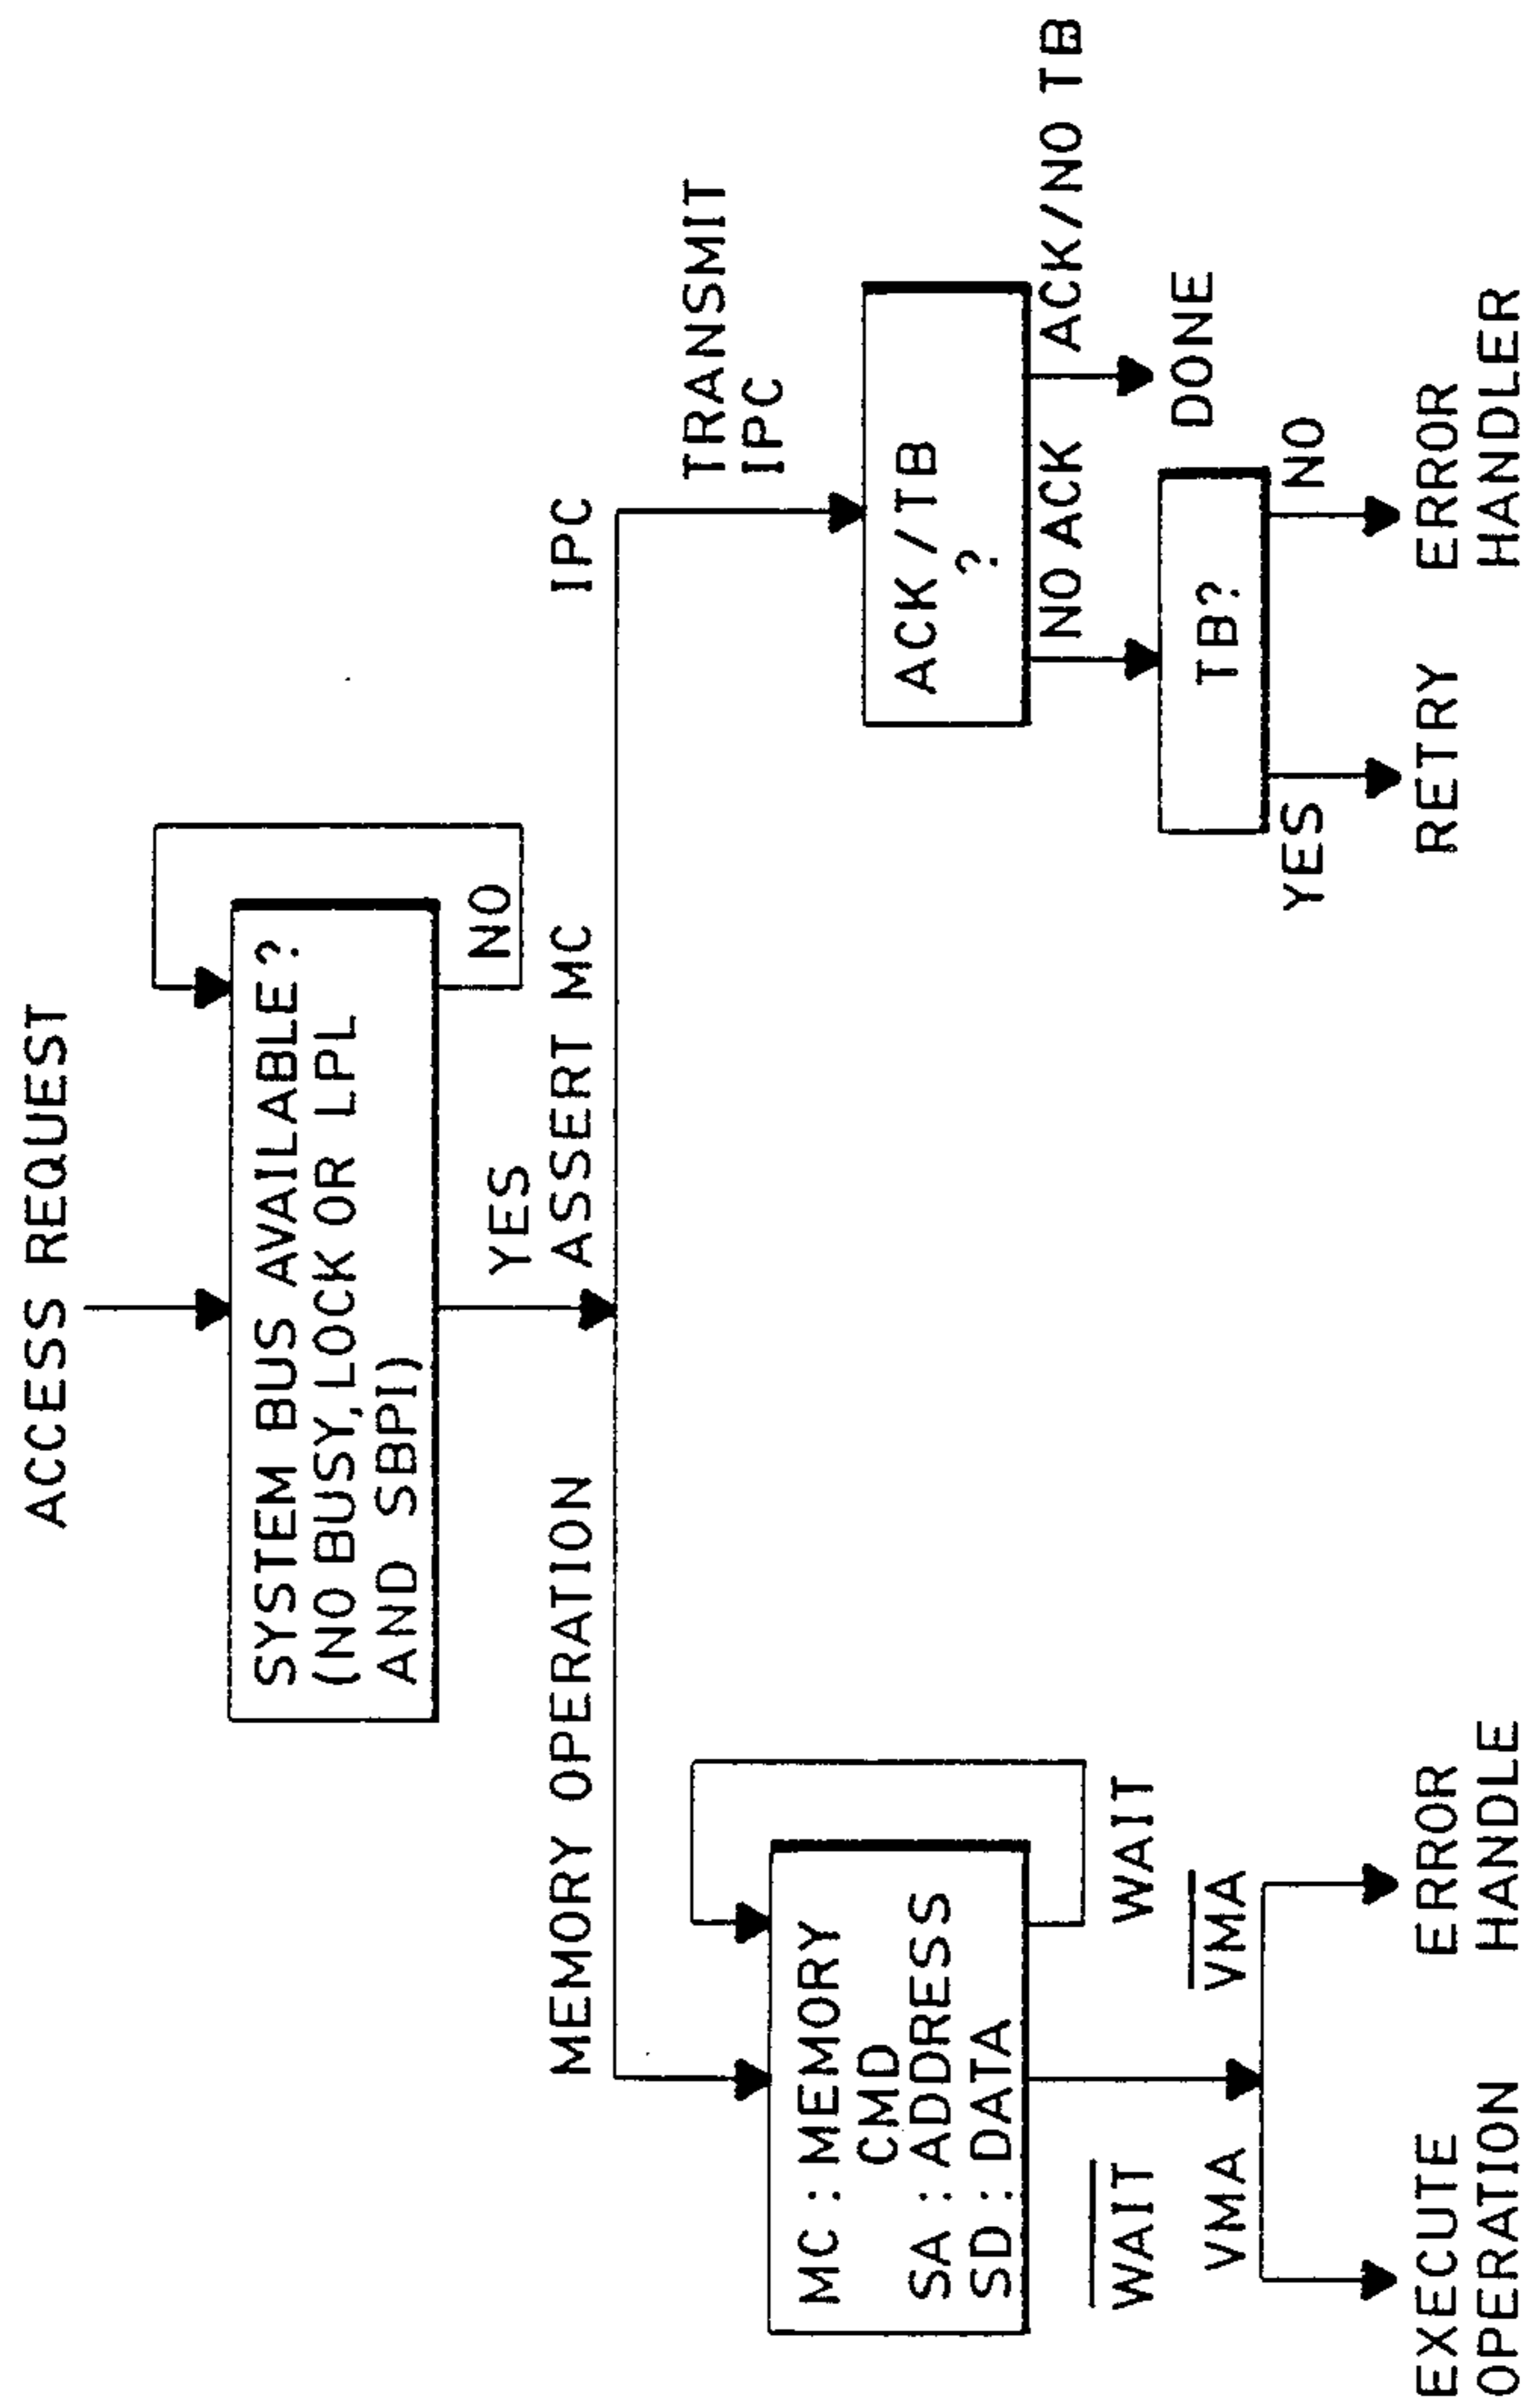 ACCESS REQUEST
SYSTEM BUS AVAILABLE?
(NO BUSY, LOCK OR LPL
AND SBPI)
NO
YES
MEMORY OPERATION
ASSERT MC
IPC
MC : MEMORY
CMD
SA : ADDRESS
SD : DATA
W̅A̅I̅T̅
WAIT
VMA
V̅M̅A̅
EXECUTE
OPERATION
ERROR
HANDLE
TRANSMIT
IPC
ACK/TB
?
NO ACK
ACK/NO TB
DONE
TB?
YES
NO
RETRY
ERROR
HANDLER